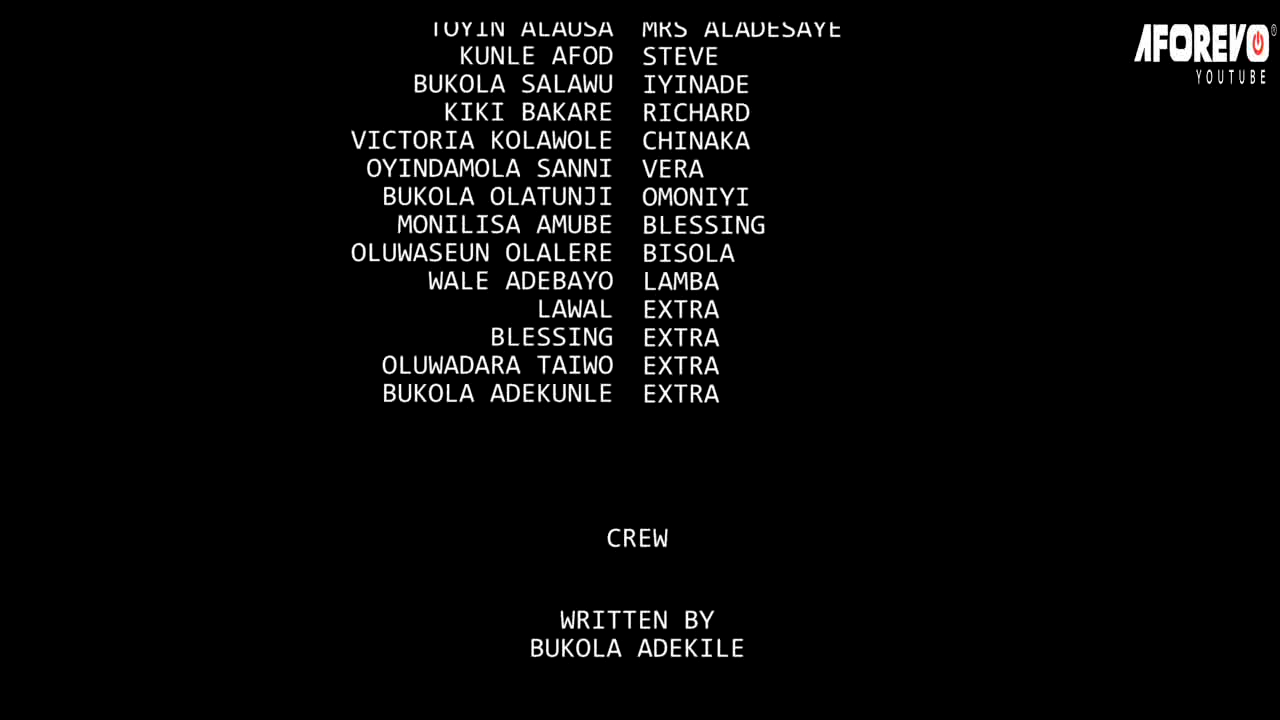 TOYIN ALAUSA MRS ALADESAYE
KUNLE AFOD STEVE
BUKOLA SALAWU IYINADE
KIKI BAKARE RICHARD
VICTORIA KOLAWOLE CHINAKA
OYINDAMOLA SANNI VERA
BUKOLA OLATUNJI OMONIYI
MONILISA AMUBE BLESSING
OLUWASEUN OLALERE BISOLA
WALE ADEBAYO LAMBA
LAWAL EXTRA
BLESSING EXTRA
OLUWADARA TAIWO EXTRA
BUKOLA ADEKUNLE EXTRA
CREW
WRITTEN BY
BUKOLA ADEKILE
AFOREVO®
YOUTUBE